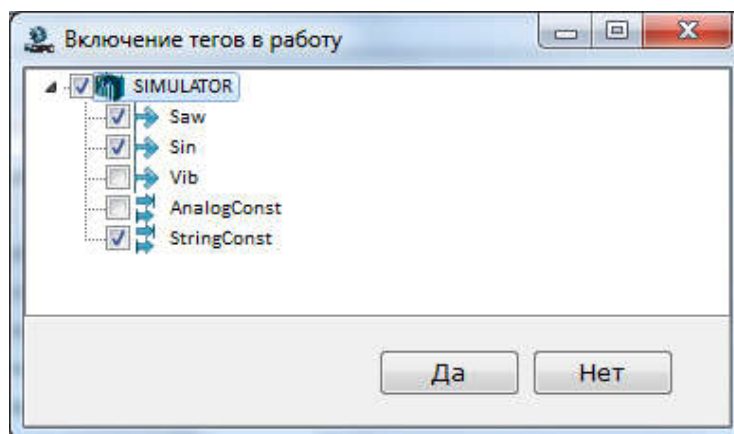 Включение тегов в работу
SIMULATOR
Saw
Sin
Vib
AnalogConst
StringConst
Да Нет